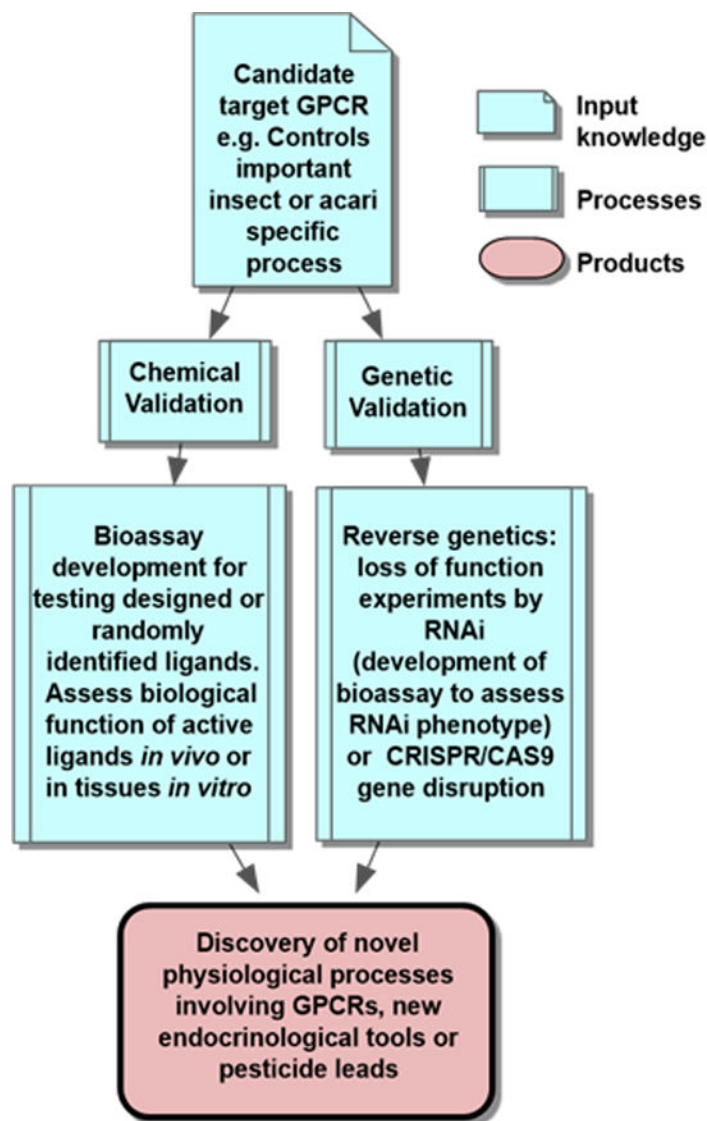 Candidate
target GPCR
e.g. Controls
important
insect or acari
specific
process
Input
knowledge
Processes
Products
Chemical
Validation
Genetic
Validation
Bioassay
development for
testing designed or
randomly
identified ligands.
Assess biological
function of active
ligands in vivo or
in tissues in vitro
Reverse genetics:
loss of function
experiments by
RNAi
(development of
bioassay to assess
RNAi phenotype)
or CRISPR/CAS9
gene disruption
Discovery of novel
physiological processes
involving GPCRs, new
endocrinological tools or
pesticide leads